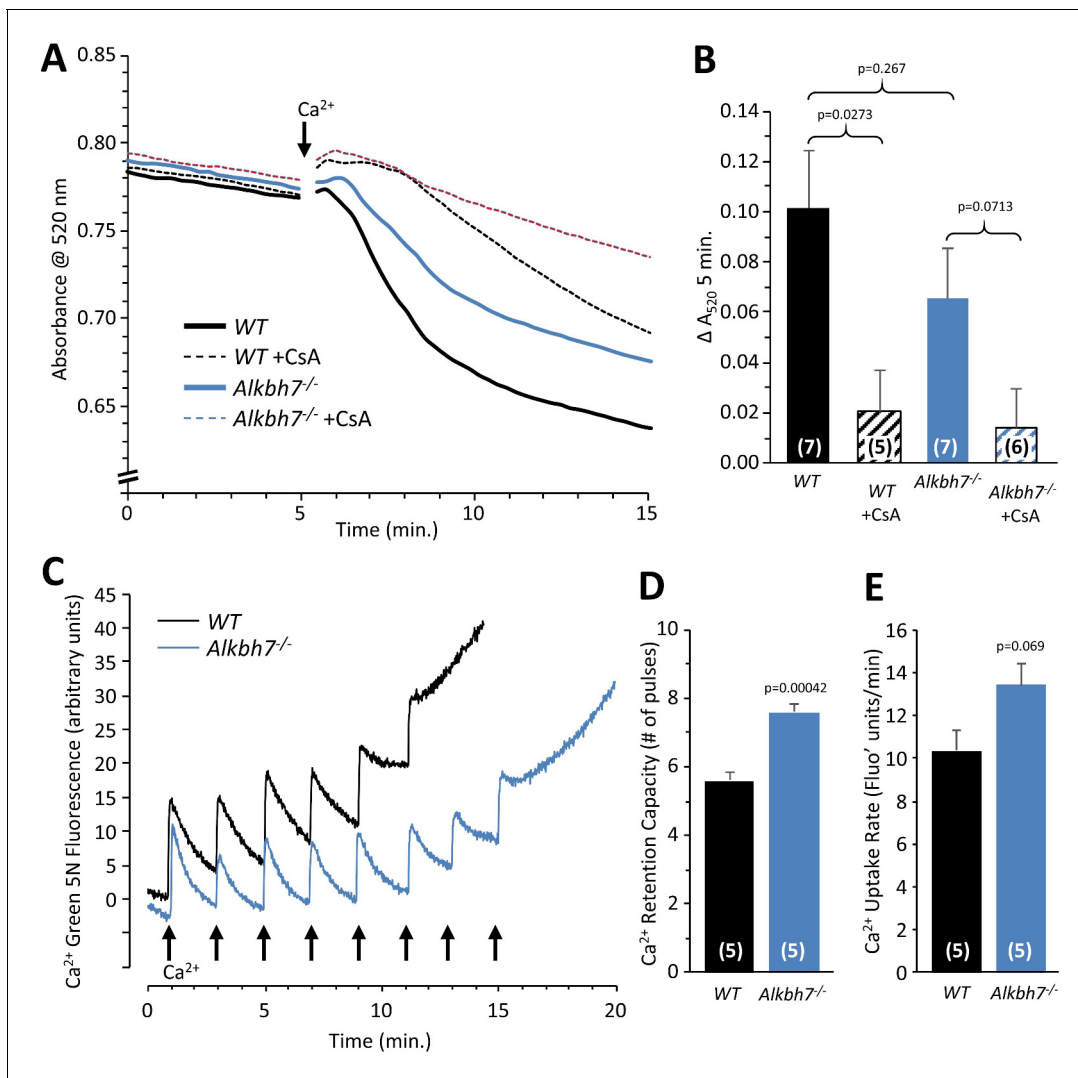 A
0.85
0.80
0.75
0.70
0.65
Absorbance @ 520 nm
Ca²⁺
WT
WT +CsA
Alkbh7⁻/⁻
Alkbh7⁻/⁻ +CsA
0
5
10
15
Time (min.)
B
p=0.267
p=0.0273
p=0.0713
0.14
0.12
0.10
0.08
0.06
0.04
0.02
0.00
Δ A₅₂₀ 5 min.
(7)
(5)
(7)
(6)
WT
WT
+CsA
Alkbh7⁻/⁻
Alkbh7⁻/⁻
+CsA
C
45
40
35
30
25
20
15
10
5
0
Ca²⁺ Green 5N Fluorescence (arbitrary units)
WT
Alkbh7⁻/⁻
Ca²⁺
0
5
10
15
20
Time (min.)
D
10
8
6
4
2
0
Ca²⁺ Retention Capacity (# of pulses)
p=0.00042
(5)
(5)
WT
Alkbh7⁻/⁻
E
16
14
12
10
8
6
4
2
0
Ca²⁺ Uptake Rate (Fluo' units/min)
p=0.069
(5)
(5)
WT
Alkbh7⁻/⁻